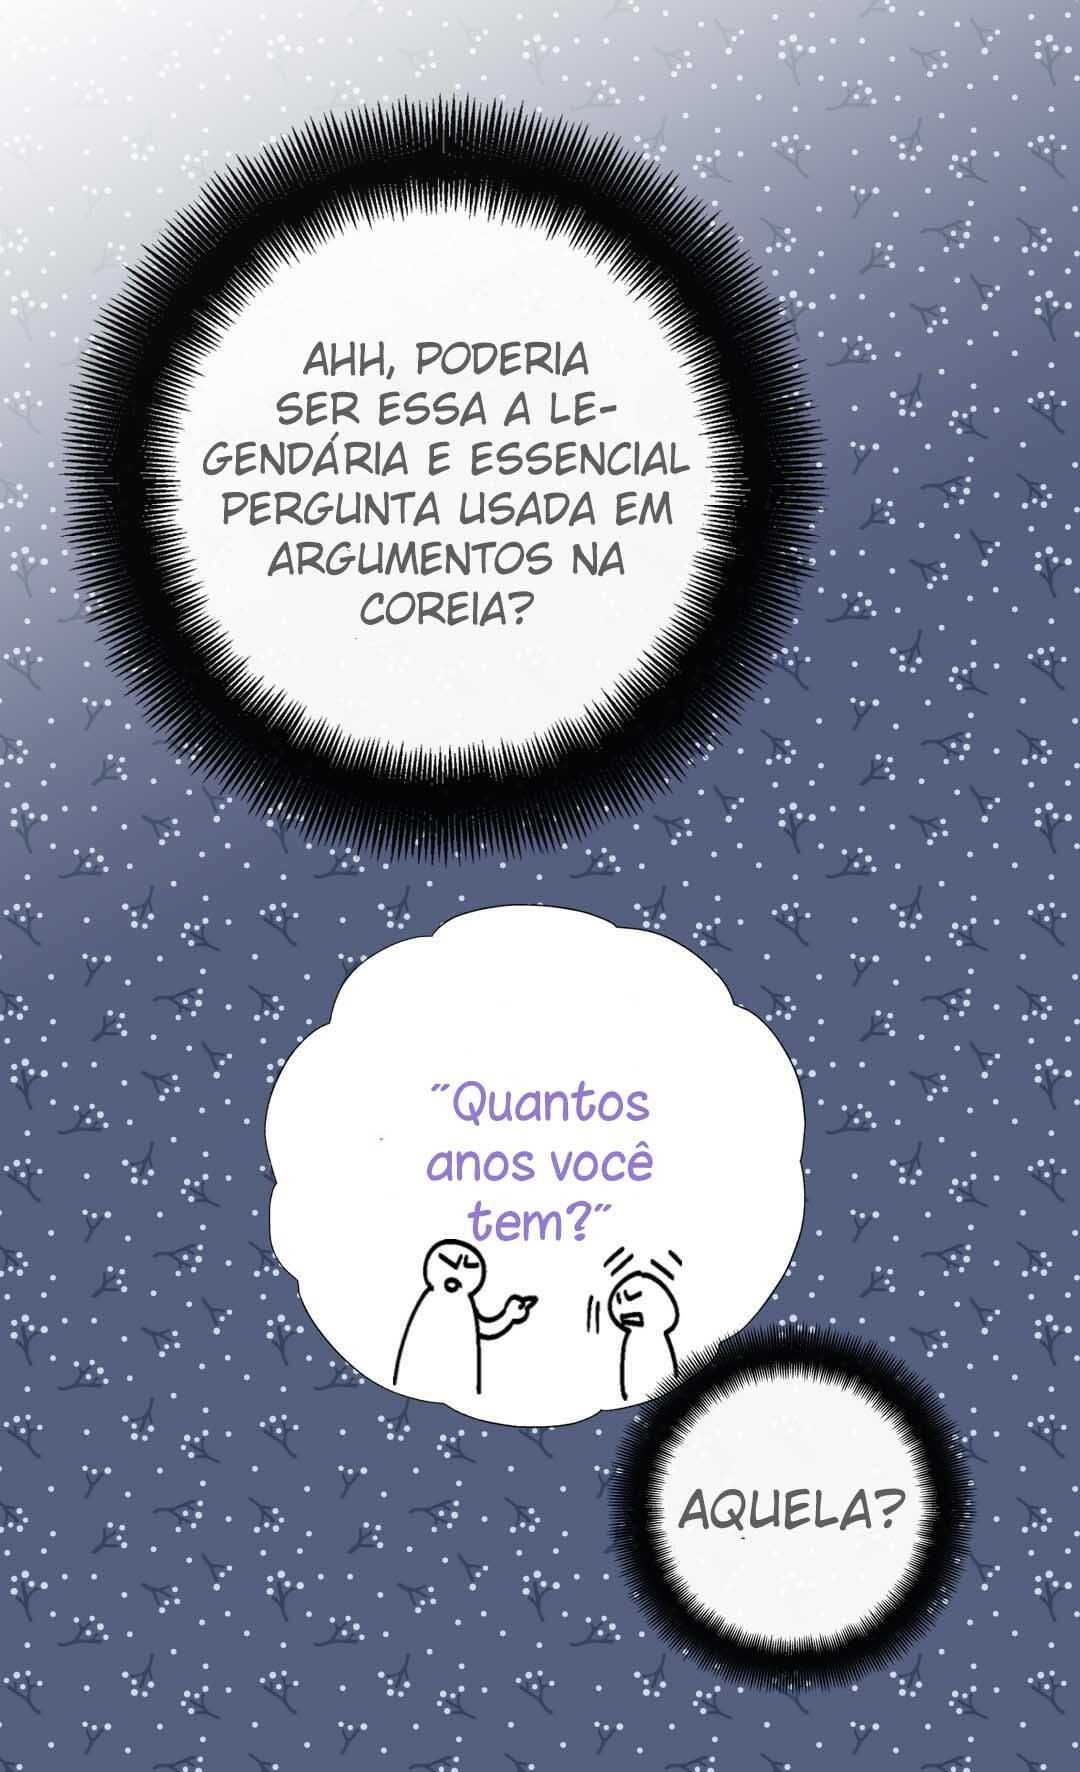 AHH, PODERIA
SER ESSA A LE-
GENDÁRIA E ESSENCIAL
PERGUNTA USADA EM
ARGUMENTOS NA
COREIA?
"Quantos
anos você
tem?"
AQUELA?